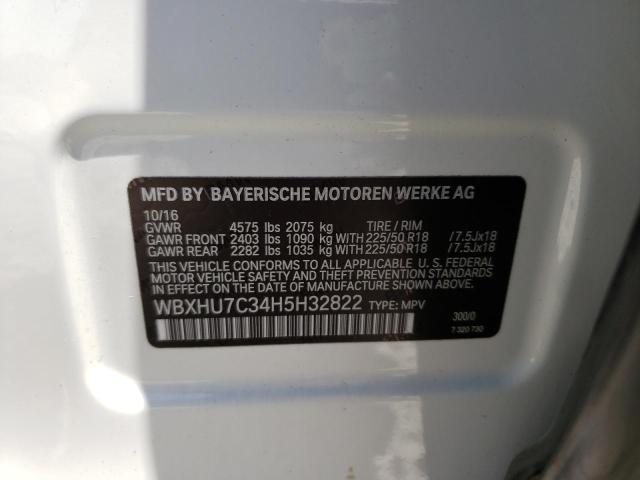 MFD BY BAYERISCHE MOTOREN WERKE AG
10/16
GVWR 4575 lbs 2075 kg TIRE / RIM
GAWR FRONT 2403 lbs 1090 kg WITH 225/50 R18 /7.5Jx18
GAWR REAR 2282 lbs 1035 kg WITH 225/50 R18 /7.5Jx18
THIS VEHICLE CONFORMS TO ALL APPLICABLE U.S. FEDERAL
MOTOR VEHICLE SAFETY AND THEFT PREVENTION STANDARDS
IN EFFECT ON THE DATE OF MANUFACTURE SHOWN ABOVE.
WBXHU7C34H5H32822 TYPE: MPV
300/0
7 320 730